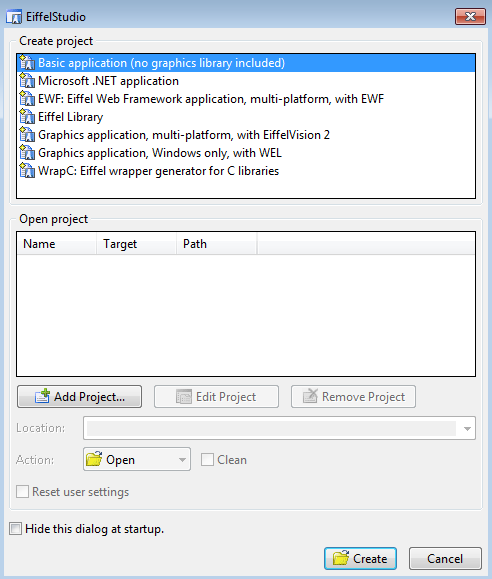 EiffelStudio
Create project
Basic application (no graphics library included)
Microsoft .NET application
EWF: Eiffel Web Framework application, multi-platform, with EWF
Eiffel Library
Graphics application, multi-platform, with EiffelVision 2
Graphics application, Windows only, with WEL
WrapC: Eiffel wrapper generator for C libraries
Open project
Name Target Path
Add Project... Edit Project Remove Project
Location:
Action: Open Clean
Reset user settings
Hide this dialog at startup.
Create Cancel